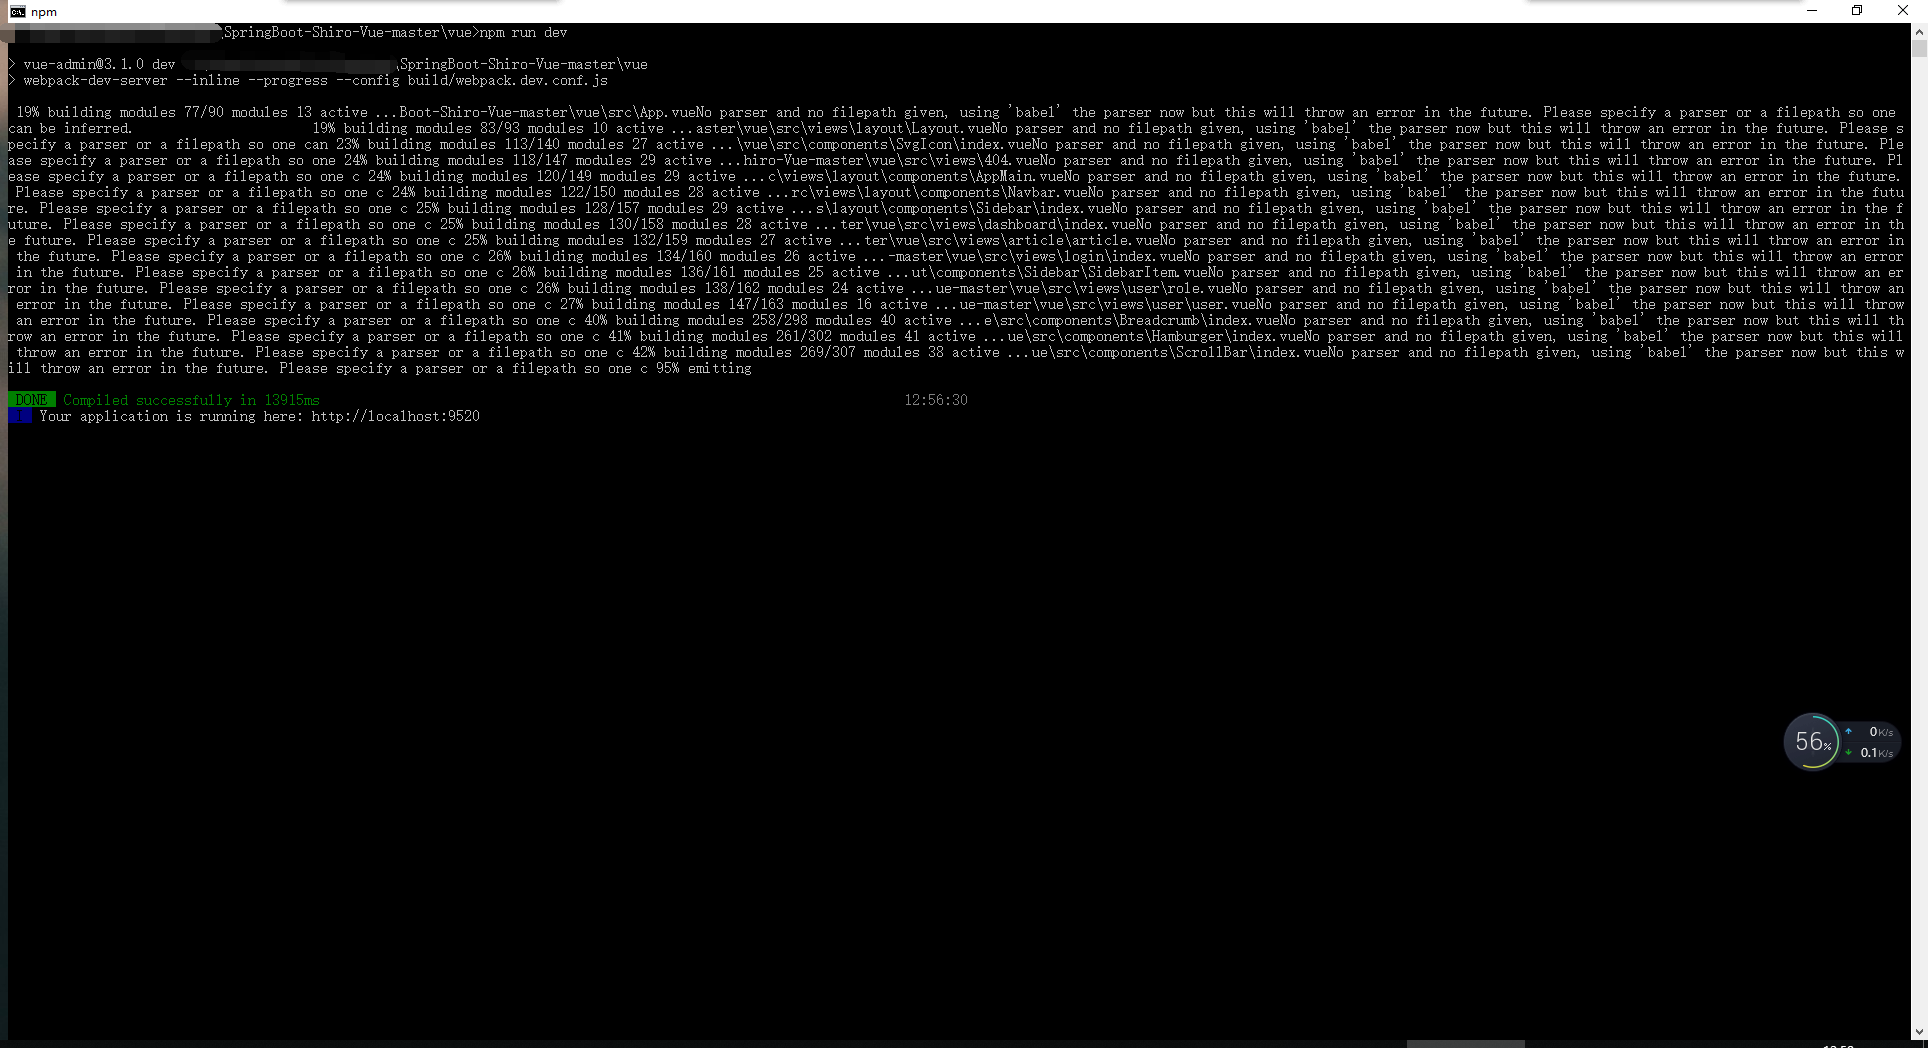 npm
\SpringBoot-Shiro-Vue-master\vue>npm run dev
> vue-admin@3.1.0 dev \SpringBoot-Shiro-Vue-master\vue
> webpack-dev-server --inline --progress --config build/webpack.dev.conf.js
19% building modules 77/90 modules 13 active ...Boot-Shiro-Vue-master\vue\src\App.vueNo parser and no filepath given, using 'babel' the parser now but this will throw an error in the future. Please specify a parser or a filepath so one
can be inferred. 19% building modules 83/93 modules 10 active ...aster\vue\src\views\layout\Layout.vueNo parser and no filepath given, using 'babel' the parser now but this will throw an error in the future. Please s
pecify a parser or a filepath so one can 23% building modules 113/140 modules 27 active ...\vue\src\components\SvgIcon\index.vueNo parser and no filepath given, using 'babel' the parser now but this will throw an error in the future. Ple
ase specify a parser or a filepath so one 24% building modules 118/147 modules 29 active ...hiro-Vue-master\vue\src\views\404.vueNo parser and no filepath given, using 'babel' the parser now but this will throw an error in the future. Pl
ease specify a parser or a filepath so one c 24% building modules 120/149 modules 29 active ...c\views\layout\components\AppMain.vueNo parser and no filepath given, using 'babel' the parser now but this will throw an error in the future.
Please specify a parser or a filepath so one c 24% building modules 122/150 modules 28 active ...rc\views\layout\components\Navbar.vueNo parser and no filepath given, using 'babel' the parser now but this will throw an error in the futu
re. Please specify a parser or a filepath so one c 25% building modules 128/157 modules 29 active ...s\layout\components\Sidebar\index.vueNo parser and no filepath given, using 'babel' the parser now but this will throw an error in the f
uture. Please specify a parser or a filepath so one c 25% building modules 130/158 modules 28 active ...ter\vue\src\views\dashboard\index.vueNo parser and no filepath given, using 'babel' the parser now but this will throw an error in th
e future. Please specify a parser or a filepath so one c 25% building modules 132/159 modules 27 active ...ter\vue\src\views\article\article.vueNo parser and no filepath given, using 'babel' the parser now but this will throw an error in
the future. Please specify a parser or a filepath so one c 26% building modules 134/160 modules 26 active ...-master\vue\src\views\login\index.vueNo parser and no filepath given, using 'babel' the parser now but this will throw an error
in the future. Please specify a parser or a filepath so one c 26% building modules 136/161 modules 25 active ...ut\components\Sidebar\SidebarItem.vueNo parser and no filepath given, using 'babel' the parser now but this will throw an er
ror in the future. Please specify a parser or a filepath so one c 26% building modules 138/162 modules 24 active ...ue-master\vue\src\views\user\role.vueNo parser and no filepath given, using 'babel' the parser now but this will throw an
error in the future. Please specify a parser or a filepath so one c 27% building modules 147/163 modules 16 active ...ue-master\vue\src\views\user\user.vueNo parser and no filepath given, using 'babel' the parser now but this will throw
an error in the future. Please specify a parser or a filepath so one c 40% building modules 258/298 modules 40 active ...e\src\components\Breadcrumb\index.vueNo parser and no filepath given, using 'babel' the parser now but this will th
row an error in the future. Please specify a parser or a filepath so one c 41% building modules 261/302 modules 41 active ...ue\src\components\Hamburger\index.vueNo parser and no filepath given, using 'babel' the parser now but this will
throw an error in the future. Please specify a parser or a filepath so one c 42% building modules 269/307 modules 38 active ...ue\src\components\ScrollBar\index.vueNo parser and no filepath given, using 'babel' the parser now but this w
ill throw an error in the future. Please specify a parser or a filepath so one c 95% emitting
DONE Compiled successfully in 13915ms 12:56:30
I Your application is running here: http://localhost:9520
56% 0K/s
0.1K/s